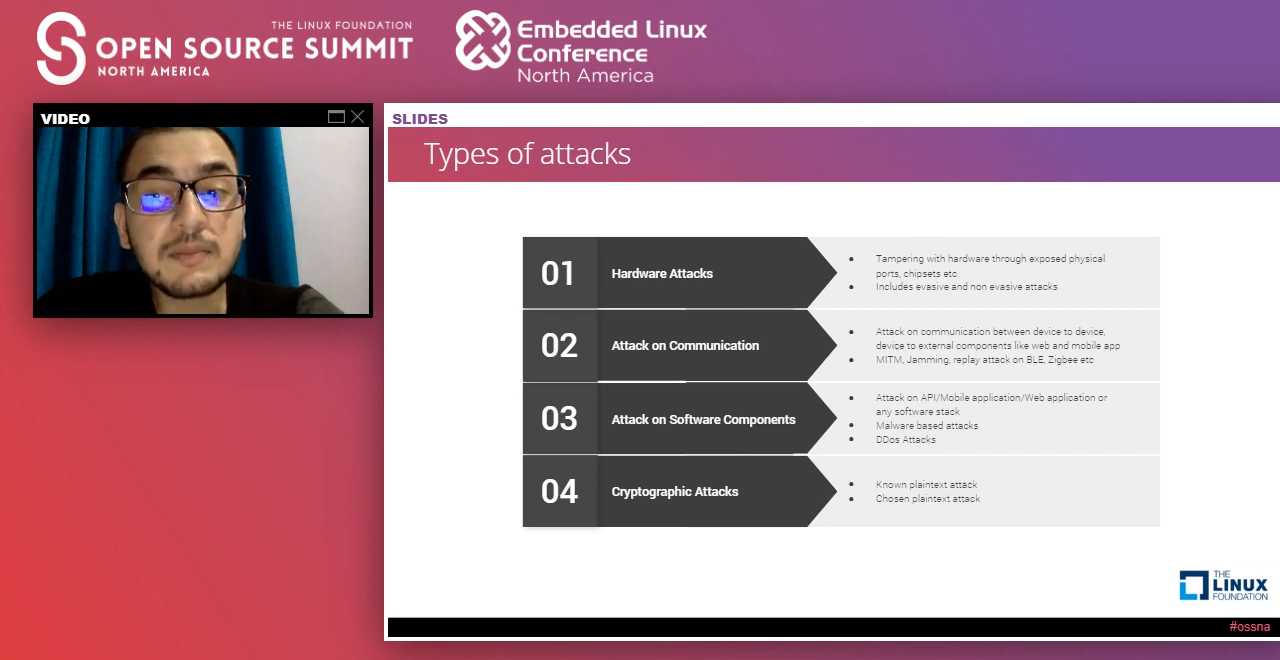 THE LINUX FOUNDATION
OPEN SOURCE SUMMIT
NORTH AMERICA
Embedded Linux
Conference
North America
VIDEO
SLIDES
Types of attacks
01
Hardware Attacks
Tampering with hardware through exposed physical
ports, chipsets etc
Includes evasive and non evasive attacks
02
Attack on Communication
Attack on communication between device to device,
device to external components like web and mobile app
MITM, Jamming, replay attack on BLE, Zigbee etc
03
Attack on Software Components
Attack on API/Mobile application/Web application or
any software stack
Malware based attacks
DDos Attacks
04
Cryptographic Attacks
Known plaintext attack
Chosen plaintext attack
THE
LINUX
FOUNDATION
#ossna